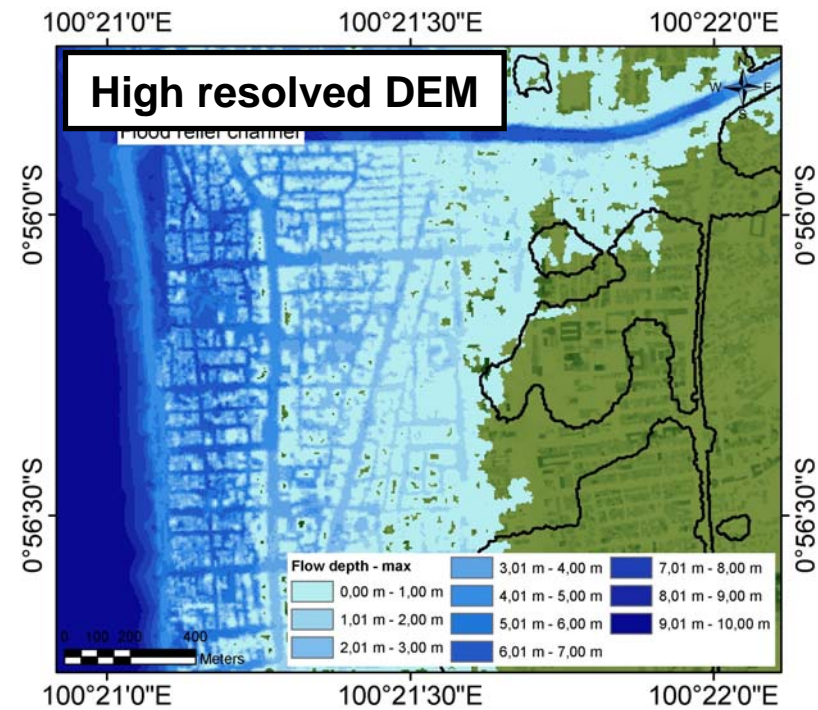 100°21'0"E 100°21'30"E 100°22'0"E
High resolved DEM
Flood relief channel
N
W E
S
0°56'0"S 0°56'0"S
0°56'30"S 0°56'30"S
Flow depth - max
0,00 m - 1,00 m
1,01 m - 2,00 m
2,01 m - 3,00 m
3,01 m - 4,00 m
4,01 m - 5,00 m
5,01 m - 6,00 m
6,01 m - 7,00 m
7,01 m - 8,00 m
8,01 m - 9,00 m
9,01 m - 10,00 m
0 100 200 400
Meters
100°21'0"E 100°21'30"E 100°22'0"E